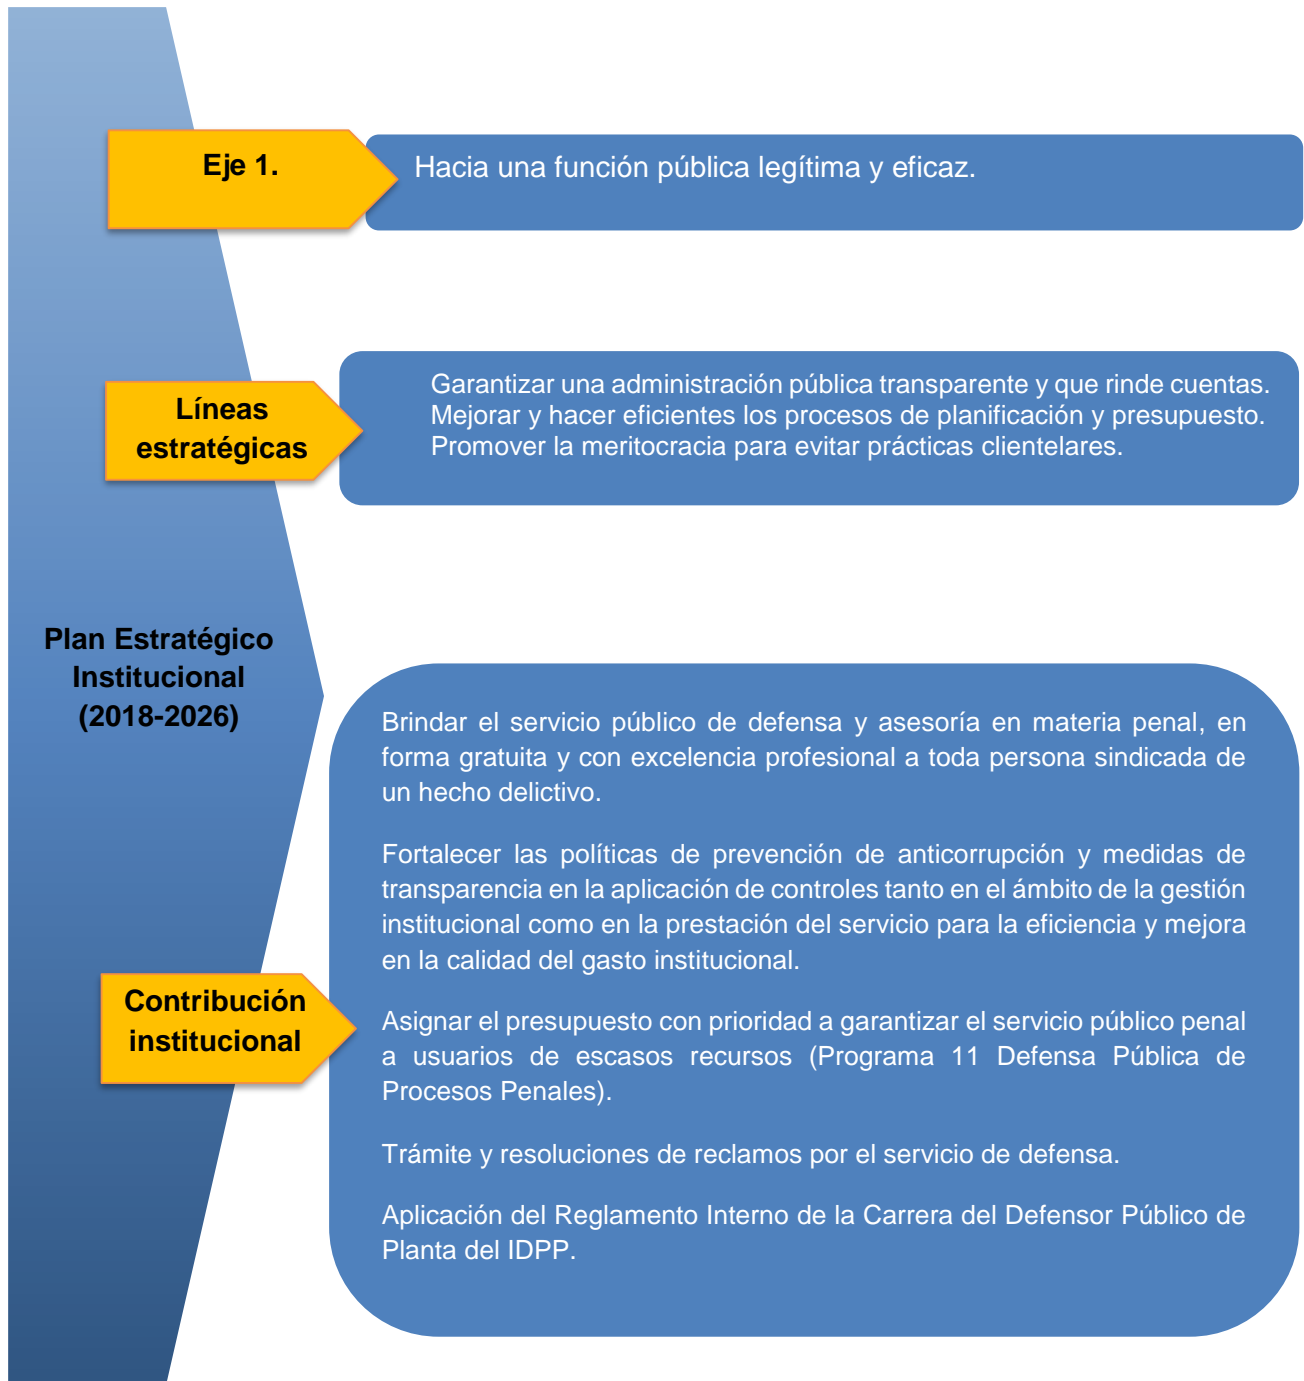 Eje 1.
Hacia una función pública legítima y eficaz.
Líneas
estratégicas
Garantizar una administración pública transparente y que rinde cuentas.
Mejorar y hacer eficientes los procesos de planificación y presupuesto.
Promover la meritocracia para evitar prácticas clientelares.
Plan Estratégico
Institucional
(2018-2026)
Contribución
institucional
Brindar el servicio público de defensa y asesoría en materia penal, en
forma gratuita y con excelencia profesional a toda persona sindicada de
un hecho delictivo.
Fortalecer las políticas de prevención de anticorrupción y medidas de
transparencia en la aplicación de controles tanto en el ámbito de la gestión
institucional como en la prestación del servicio para la eficiencia y mejora
en la calidad del gasto institucional.
Asignar el presupuesto con prioridad a garantizar el servicio público penal
a usuarios de escasos recursos (Programa 11 Defensa Pública de
Procesos Penales).
Trámite y resoluciones de reclamos por el servicio de defensa.
Aplicación del Reglamento Interno de la Carrera del Defensor Público de
Planta del IDPP.